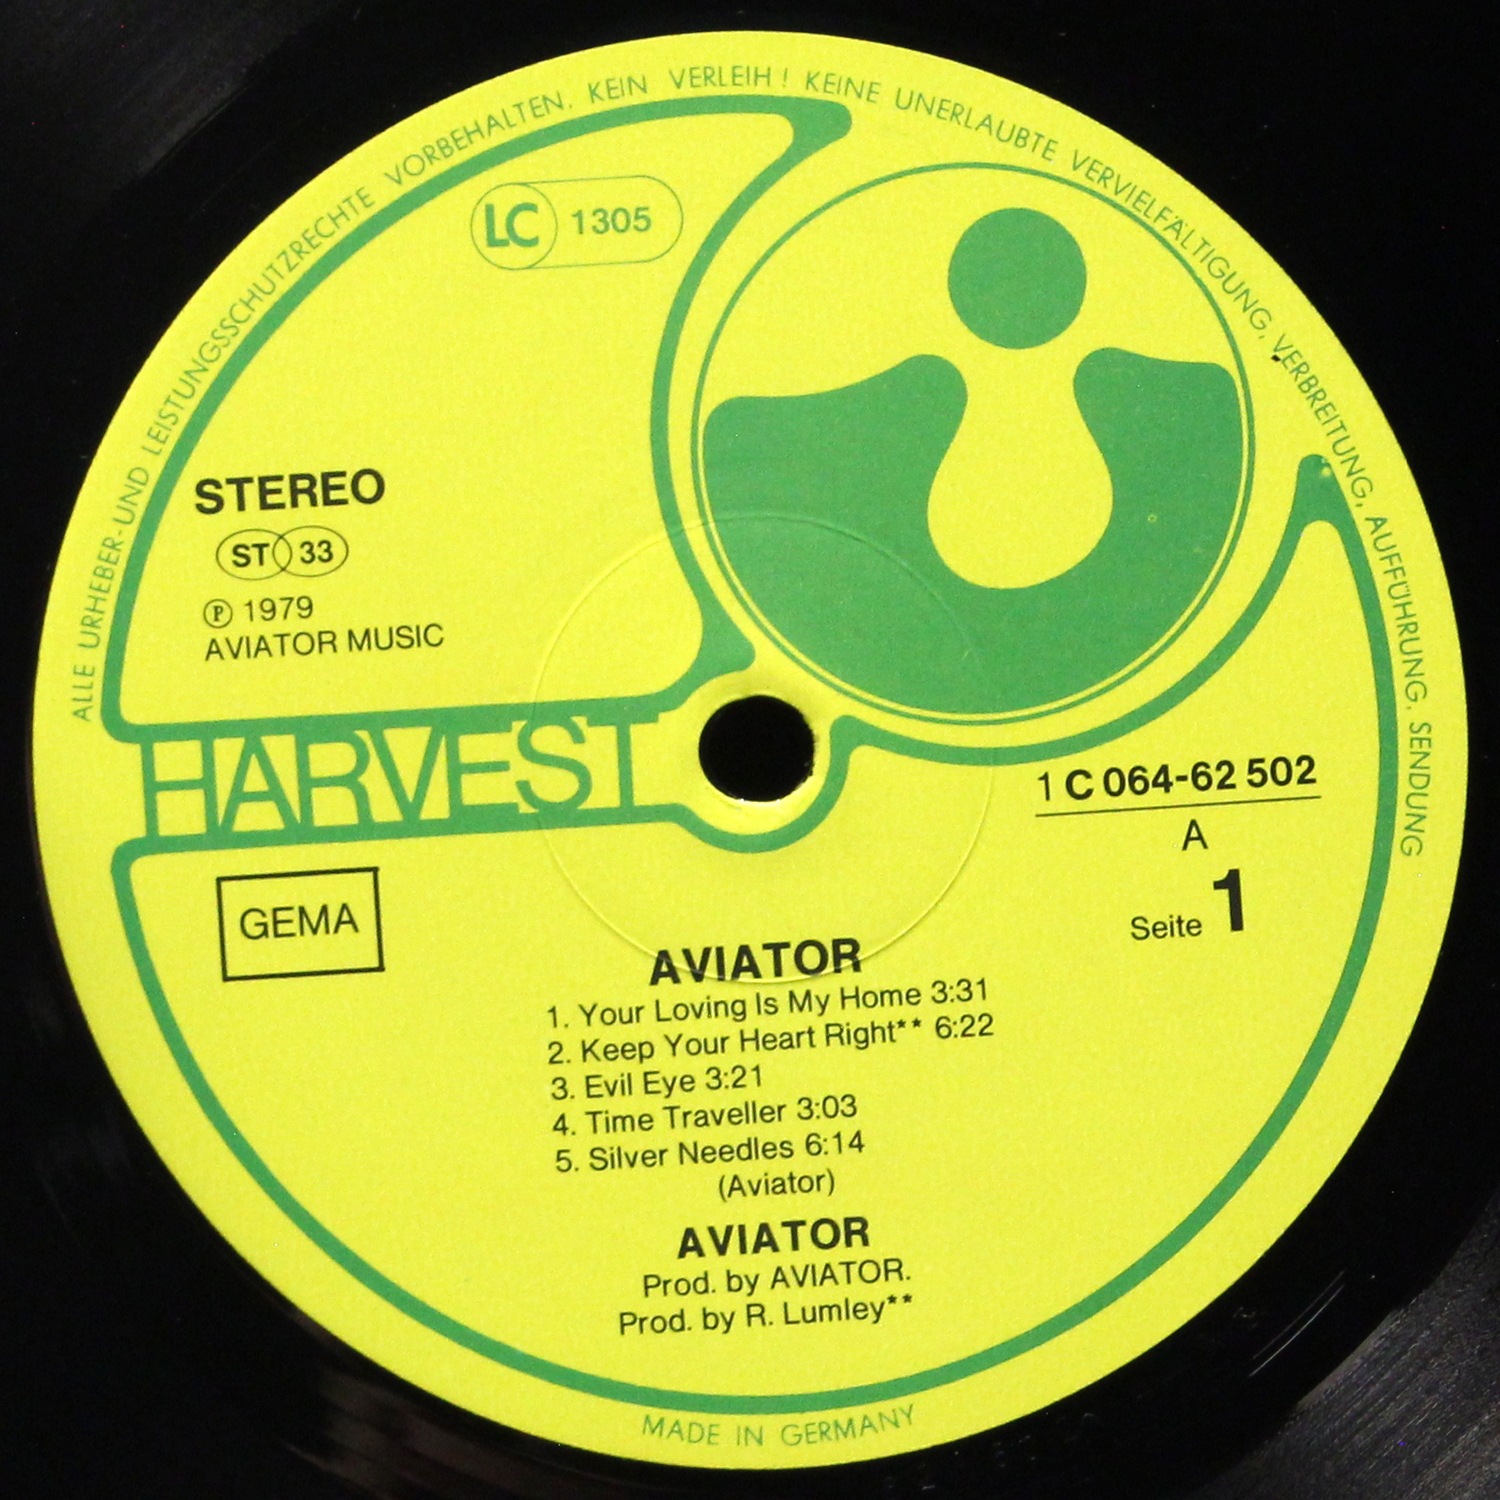 ALLE URHEBER- UND LEISTUNGSSCHUTZRECHTE VORBEHALTEN. KEIN VERLEIH! KEINE UNERLAUBTE VERVIELFÄLTIGUNG, VERBREITUNG, AUFFÜHRUNG, SENDUNG
LC 1305
STEREO
ST 33
℗ 1979
AVIATOR MUSIC
HARVEST
1 C 064-62 502
A
Seite 1
GEMA
AVIATOR
1. Your Loving Is My Home 3:31
2. Keep Your Heart Right** 6:22
3. Evil Eye 3:21
4. Time Traveller 3:03
5. Silver Needles 6:14
(Aviator)
AVIATOR
Prod. by AVIATOR.
Prod. by R. Lumley**
MADE IN GERMANY